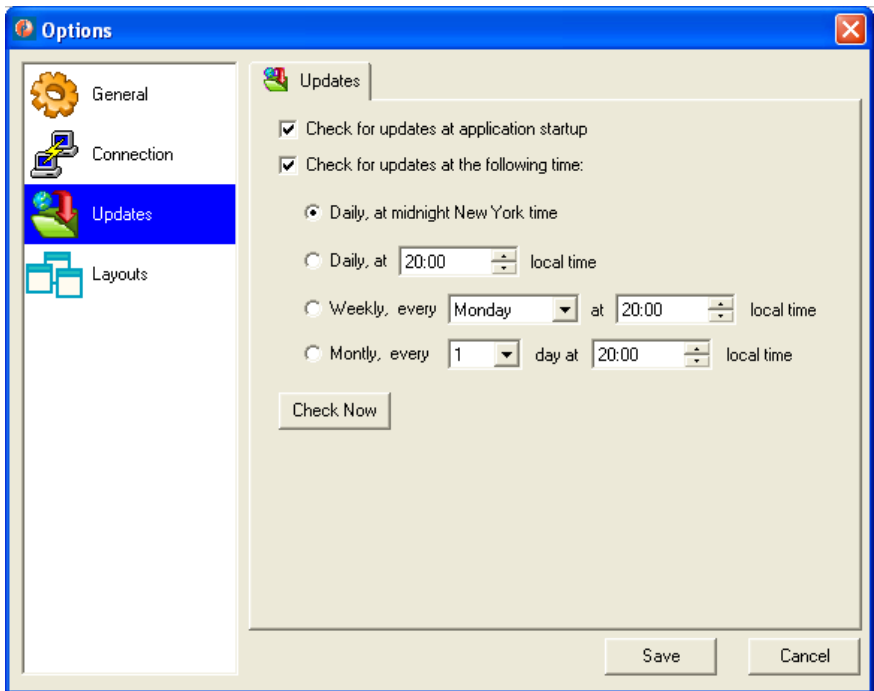 Options
General
Connection
Updates
Layouts
Updates
Check for updates at application startup
Check for updates at the following time:
Daily, at midnight New York time
Daily, at 20:00 local time
Weekly, every Monday at 20:00 local time
Montly, every 1 day at 20:00 local time
Check Now
Save Cancel